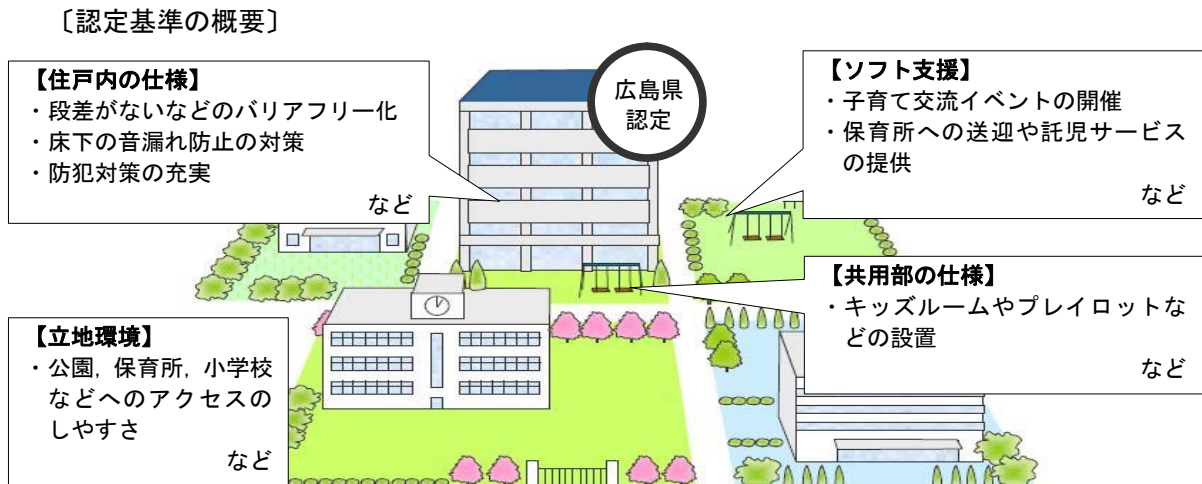 〔認定基準の概要〕
【住戸内の仕様】
・段差がないなどのバリアフリー化
・床下の音漏れ防止の対策
・防犯対策の充実
など
広島県
認定
【ソフト支援】
・子育て交流イベントの開催
・保育所への送迎や託児サービス
の提供
など
【共用部の仕様】
・キッズルームやプレイロットな
どの設置
など
【立地環境】
・公園，保育所，小学校
などへのアクセスの
しやすさ
など